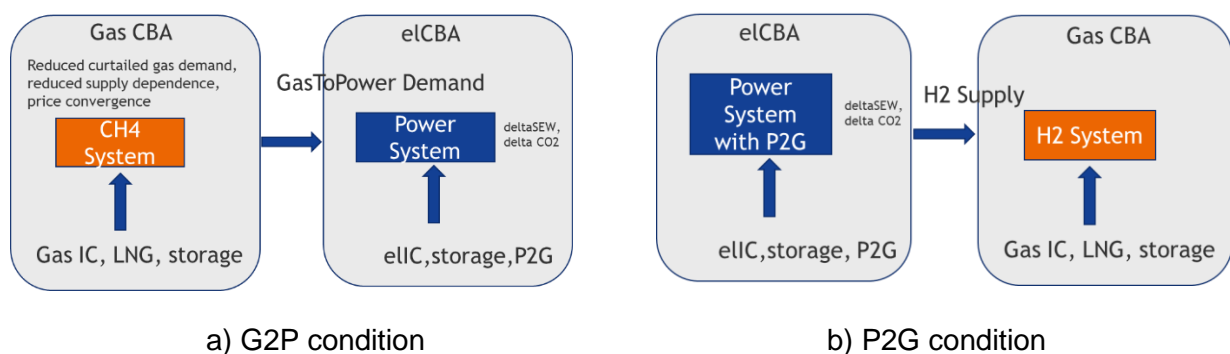 Gas CBA
Reduced curtailed gas demand,
reduced supply dependence,
price convergence
CH4
System
Gas IC, LNG, storage
GasToPower Demand
elCBA
Power
System
deltaSEW,
delta CO2
elIC,storage,P2G
a) G2P condition
elCBA
Power
System
with P2G
deltaSEW,
delta CO2
elIC,storage, P2G
H2 Supply
Gas CBA
H2 System
Gas IC, LNG, storage
b) P2G condition